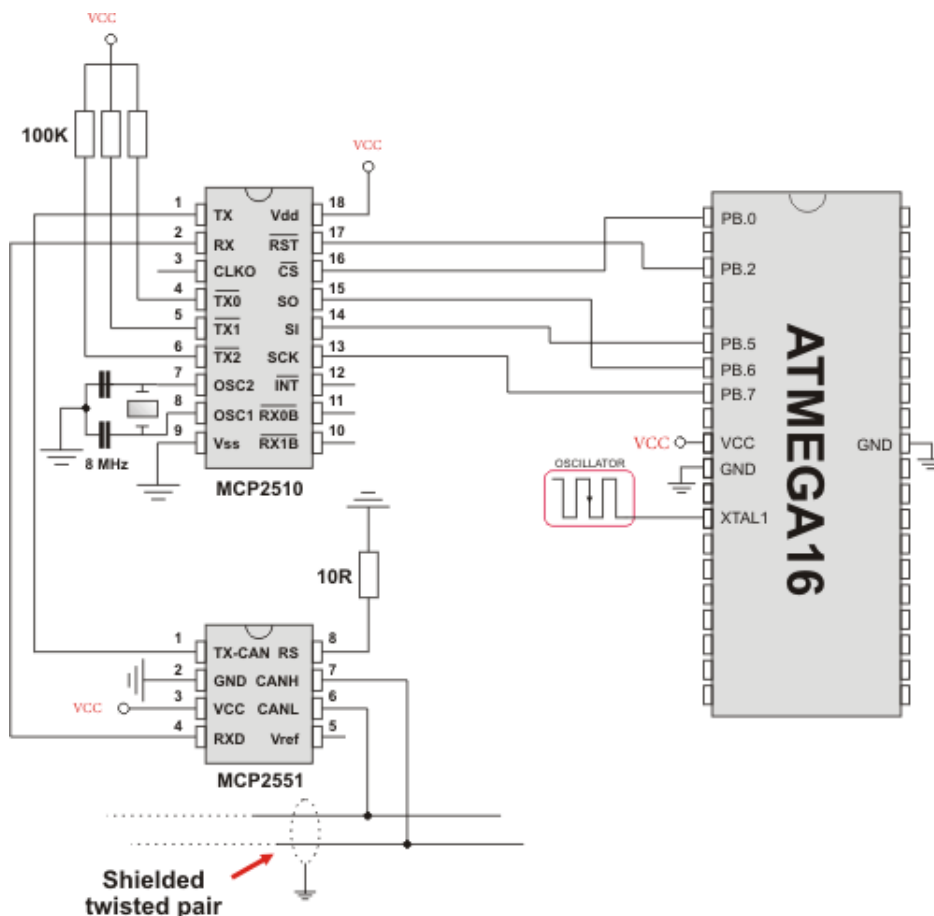 VCC
100K
VCC
1 TX Vdd 18
2 RX RST 17
3 CLKO CS 16
4 TX0 SO 15
5 TX1 SI 14
6 TX2 SCK 13
7 OSC2 INT 12
8 OSC1 RX0B 11
9 Vss RX1B 10
8 MHz
MCP2510
PB.0
PB.2
PB.5
PB.6
PB.7
VCC VCC
GND
GND
XTAL1
ATMEGA16
OSCILLATOR
10R
1 TX-CAN RS 8
2 GND CANH 7
VCC 3 VCC CANL 6
4 RXD Vref 5
MCP2551
Shielded
twisted pair